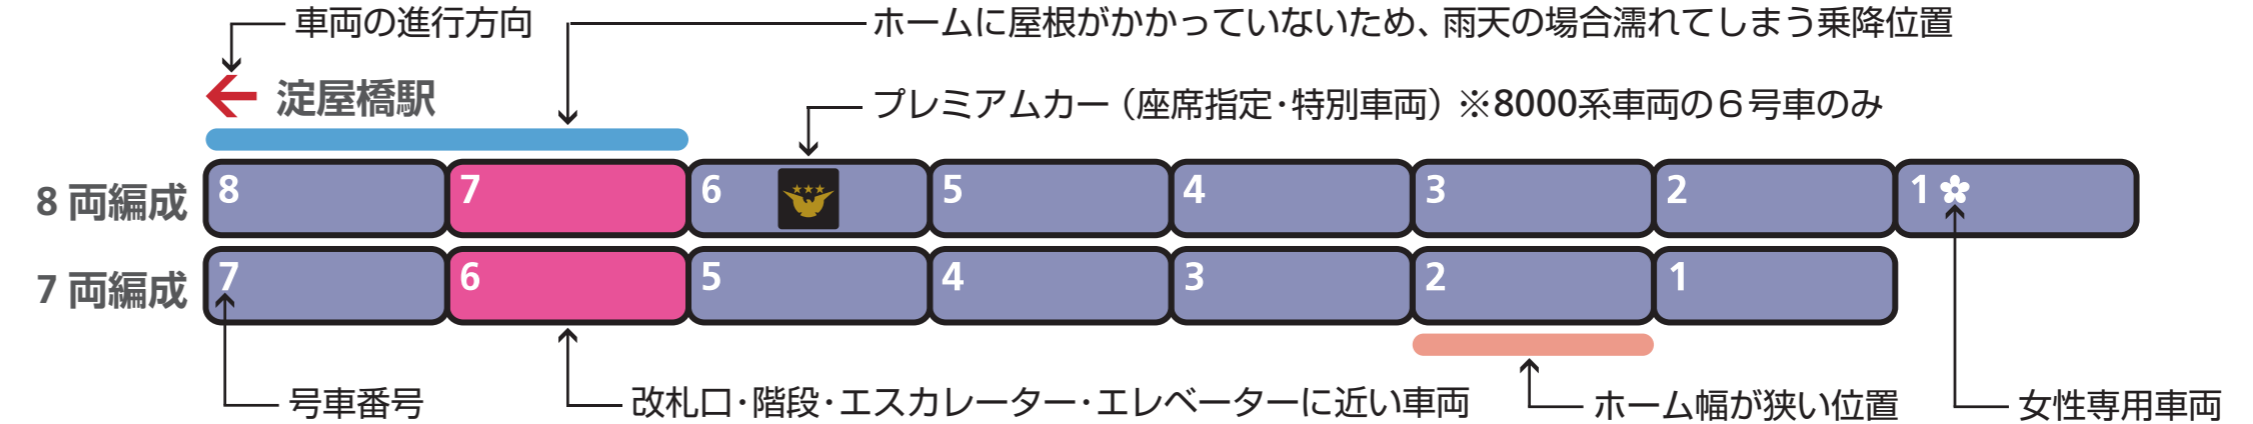 車両の進行方向
ホームに屋根がかかっていないため、雨天の場合濡れてしまう乗降位置
淀屋橋駅
プレミアムカー（座席指定・特別車両）※8000系車両の６号車のみ
8 両編成
8 7 6 5 4 3 2 1
7 両編成
7 6 5 4 3 2 1
号車番号
改札口・階段・エスカレーター・エレベーターに近い車両
ホーム幅が狭い位置
女性専用車両